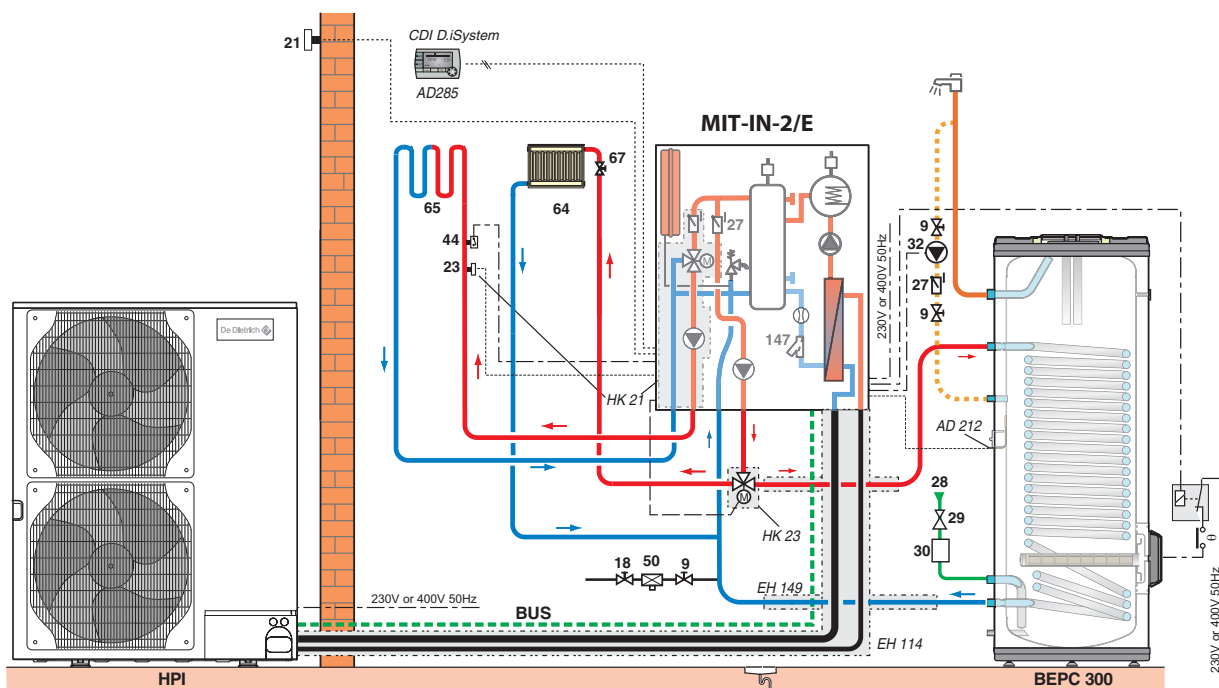 21
CDI D.iSystem
AD285
MIT-IN-2/E
67
65
64
27
9
32
44
23
M
230V or 400V 50Hz
27
9
147
De Dietrich
HK 21
AD 212
28
29
30
M
HK 23
θ
18
50
9
EH 149
230V or 400V 50Hz
BUS
EH 114
230V or 400V 50Hz
HPI
BEPC 300